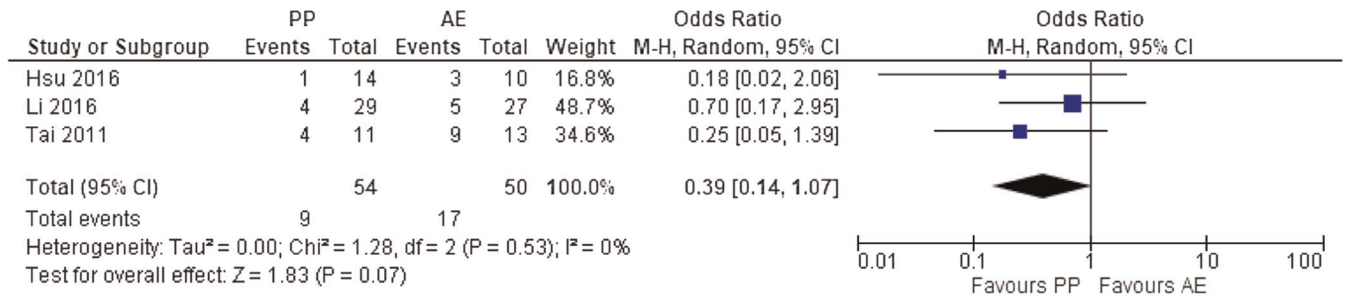 PP AE Odds Ratio Odds Ratio
Study or Subgroup Events Total Events Total Weight M-H, Random, 95% CI M-H, Random, 95% CI
Hsu 2016 1 14 3 10 16.8% 0.18 [0.02, 2.06]
Li 2016 4 29 5 27 48.7% 0.70 [0.17, 2.95]
Tai 2011 4 11 9 13 34.6% 0.25 [0.05, 1.39]
Total (95% CI) 54 50 100.0% 0.39 [0.14, 1.07]
Total events 9 17
Heterogeneity: Tau² = 0.00; Chi² = 1.28, df = 2 (P = 0.53); I² = 0%
Test for overall effect: Z = 1.83 (P = 0.07)
0.01 0.1 1 10 100
Favours PP Favours AE